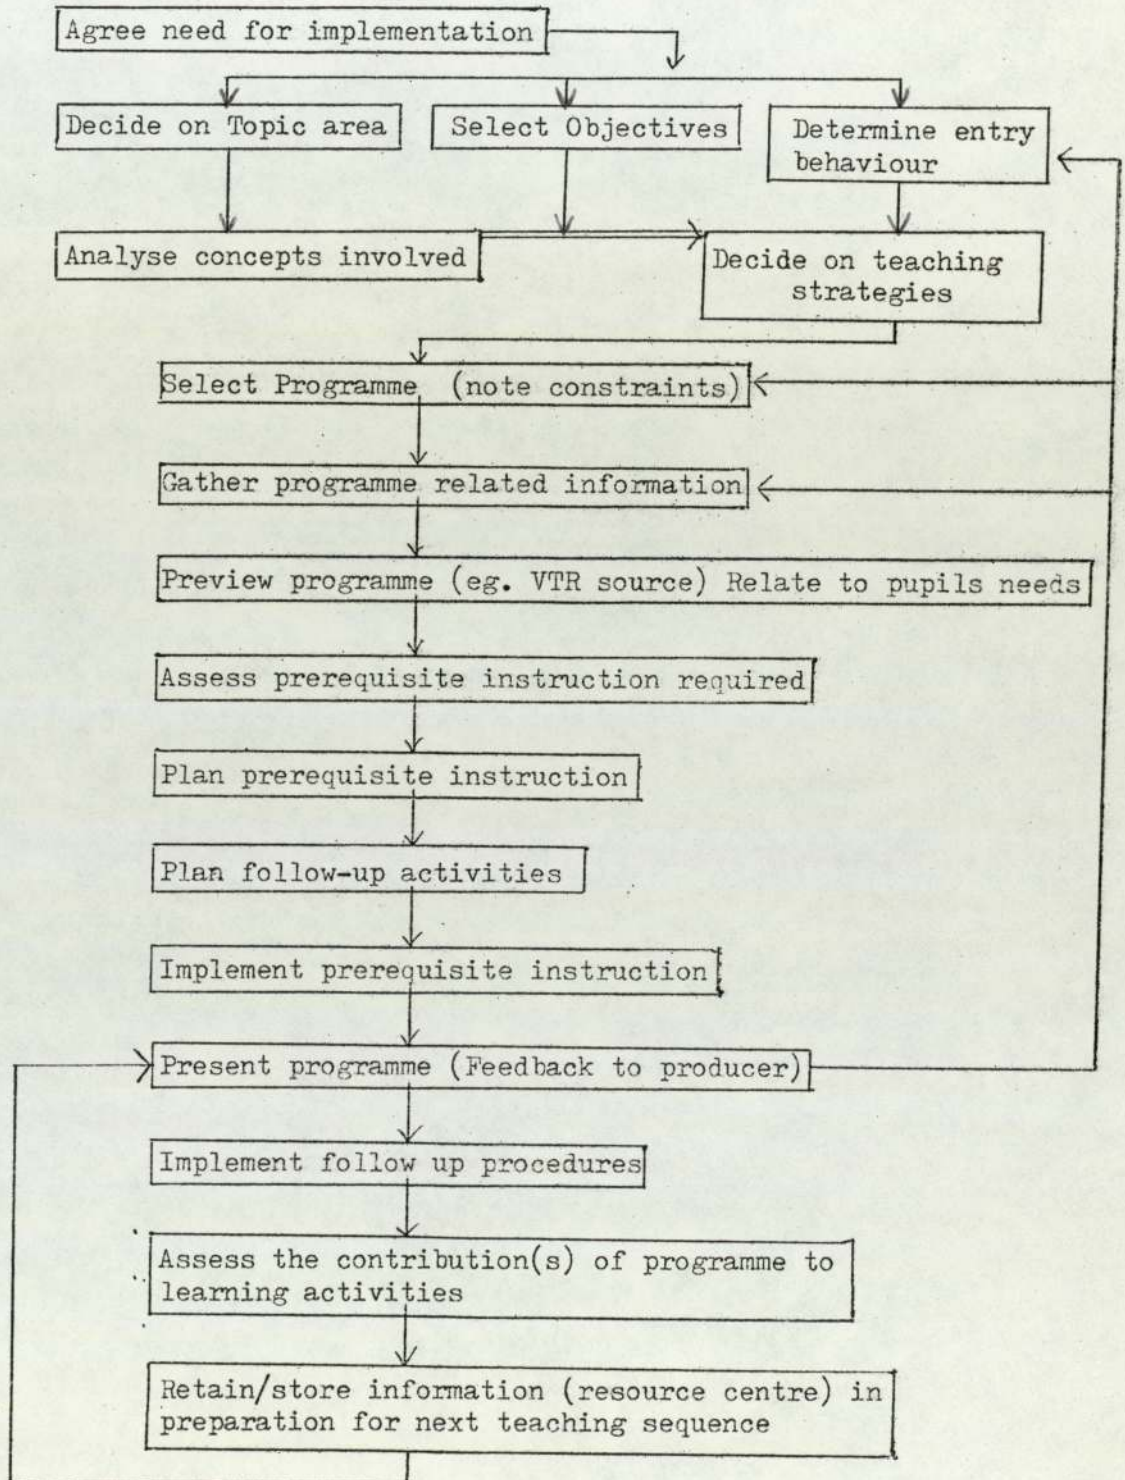 Agree need for implementation
Decide on Topic area
Select Objectives
Determine entry
behaviour
Analyse concepts involved
Decide on teaching
strategies
Select Programme (note constraints)
Gather programme related information
Preview programme (eg. VTR source) Relate to pupils needs
Assess prerequisite instruction required
Plan prerequisite instruction
Plan follow-up activities
Implement prerequisite instruction
Present programme (Feedback to producer)
Implement follow up procedures
Assess the contribution(s) of programme to
learning activities
Retain/store information (resource centre) in
preparation for next teaching sequence